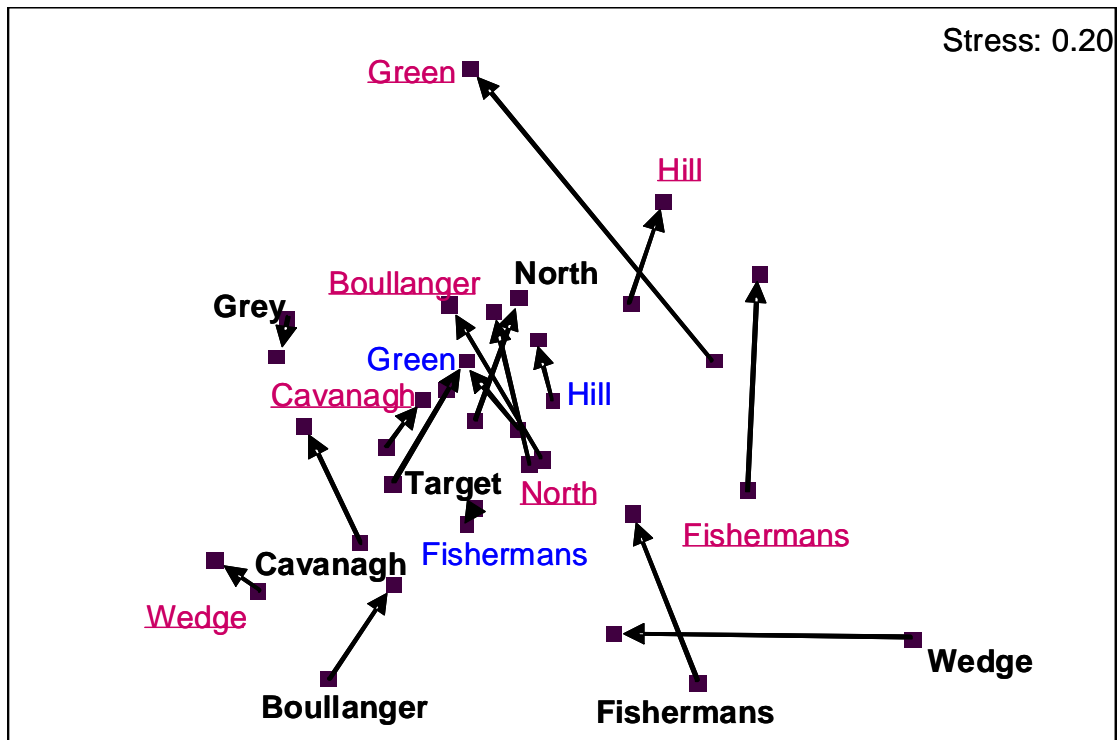 Stress: 0.20
Green
Hill
North
Boullanger
Grey
Green
Hill
Cavanagh
Target
North
Fishermans
Fishermans
Cavanagh
Wedge
Wedge
Boullanger
Fishermans